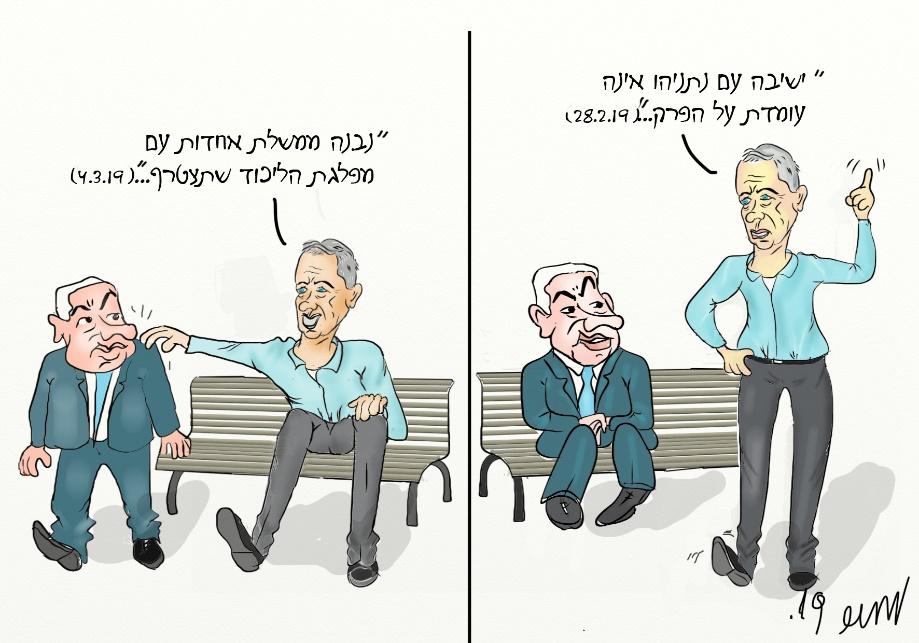 "ישיבה עם נתניהו אינה
עומדת על הפרק..."(28.2.19)
"נבנה ממשלת אחדות עם
מפלגת הליכוד שתצטרף..."(4.3.19)
19.